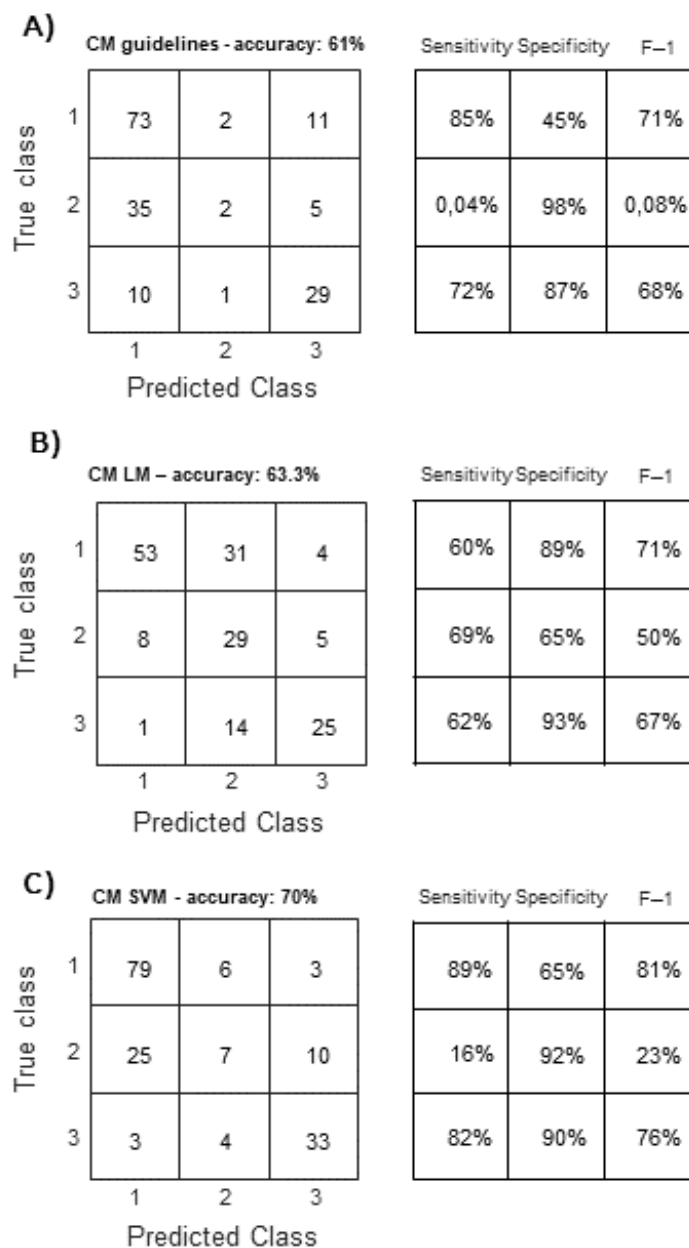 A)
CM guidelines - accuracy: 61%
Sensitivity Specificity F–1
True class
1 73 2 11 85% 45% 71%
2 35 2 5 0,04% 98% 0,08%
3 10 1 29 72% 87% 68%
1 2 3
Predicted Class
B)
CM LM – accuracy: 63.3%
Sensitivity Specificity F–1
True class
1 53 31 4 60% 89% 71%
2 8 29 5 69% 65% 50%
3 1 14 25 62% 93% 67%
1 2 3
Predicted Class
C)
CM SVM - accuracy: 70%
Sensitivity Specificity F–1
True class
1 79 6 3 89% 65% 81%
2 25 7 10 16% 92% 23%
3 3 4 33 82% 90% 76%
1 2 3
Predicted Class